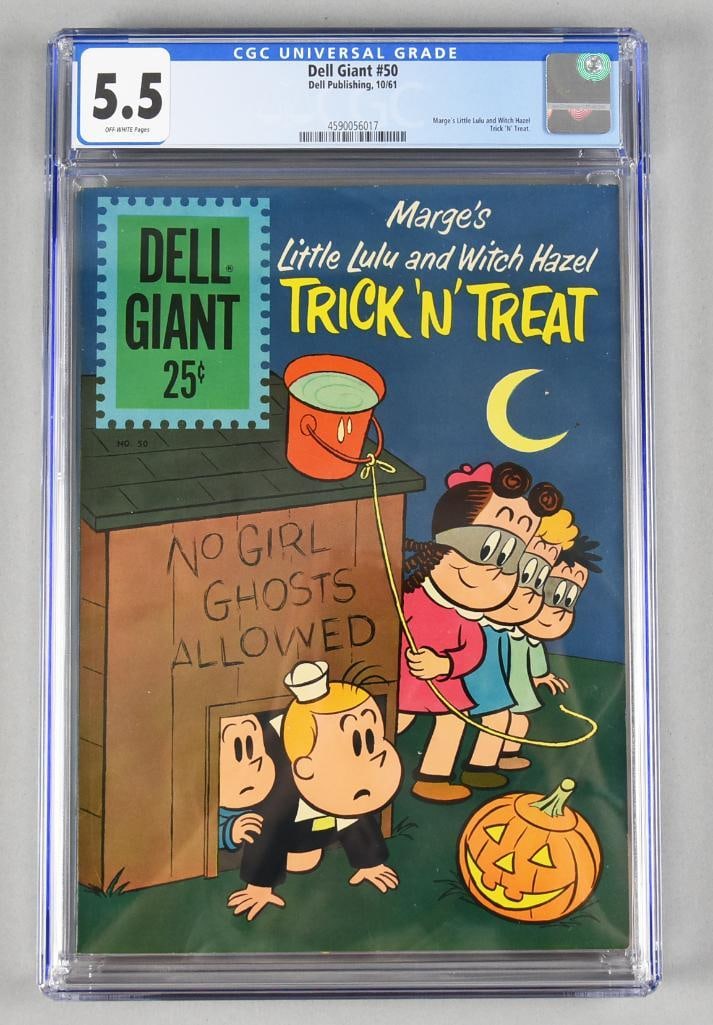 CGC UNIVERSAL GRADE
5.5
OFF-WHITE Pages
Dell Giant #50
Dell Publishing, 10/61
4590056017
Marge's Little Lulu and Witch Hazel
Trick 'N' Treat.
DELL®
GIANT
25¢
NO. 50
Marge's
Little Lulu and Witch Hazel
TRICK 'N' TREAT
NO GIRL
GHOSTS
ALLOWED